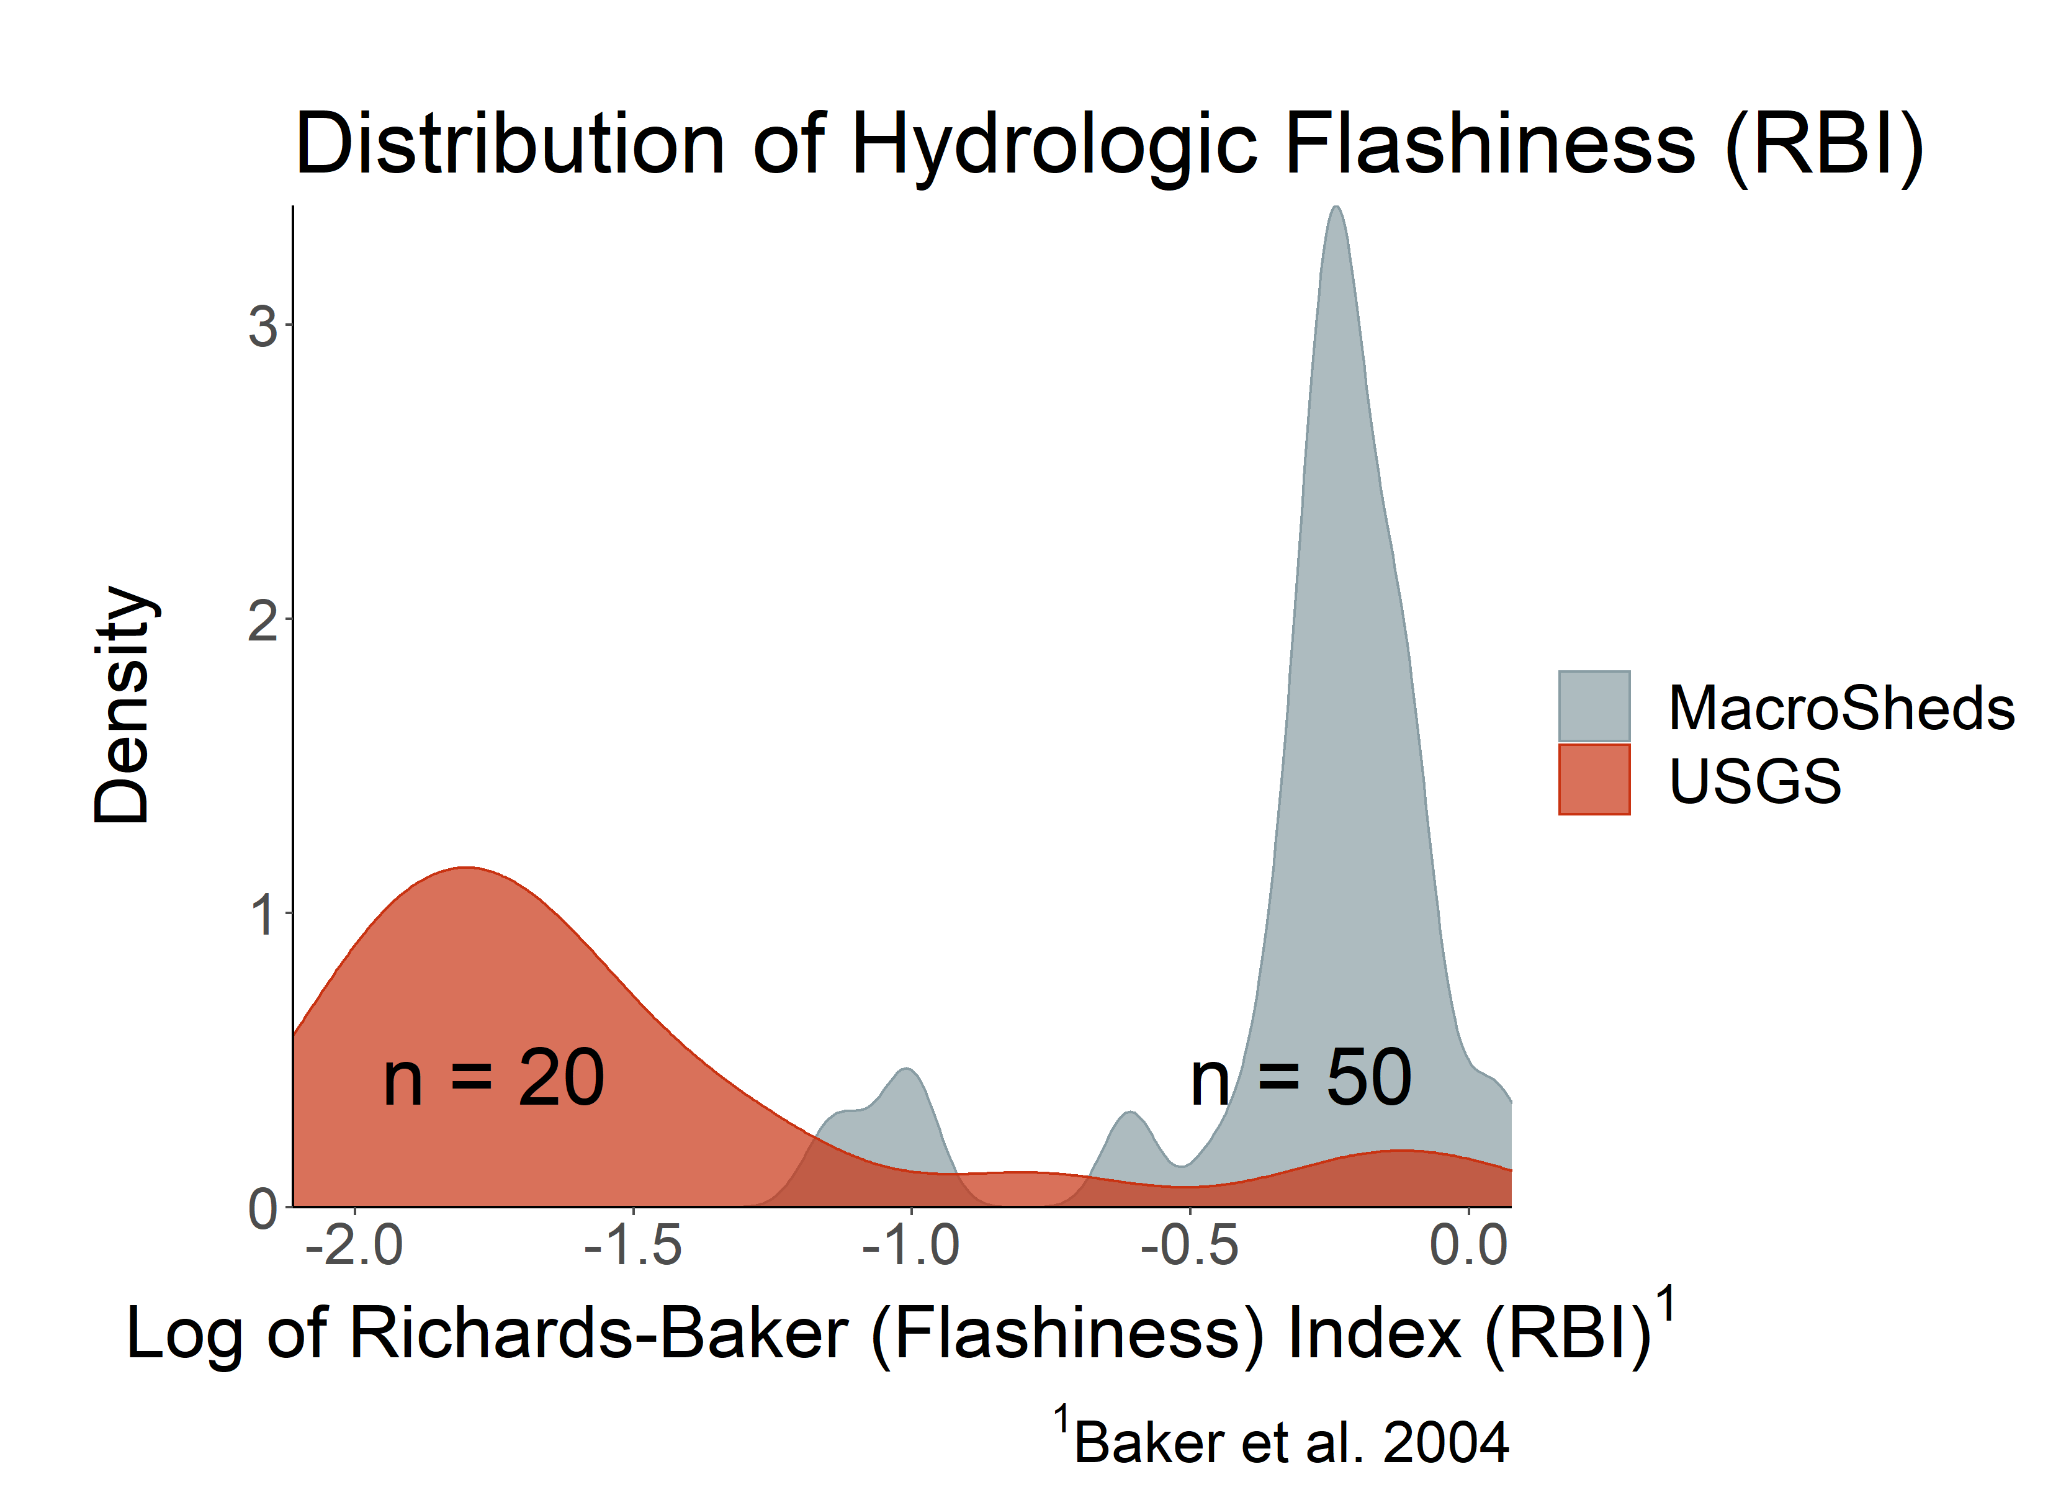 Distribution of Hydrologic Flashiness (RBI)
3
2
1
0
Density
n = 20
n = 50
MacroSheds
USGS
-2.0
-1.5
-1.0
-0.5
0.0
Log of Richards-Baker (Flashiness) Index (RBI)¹
¹Baker et al. 2004